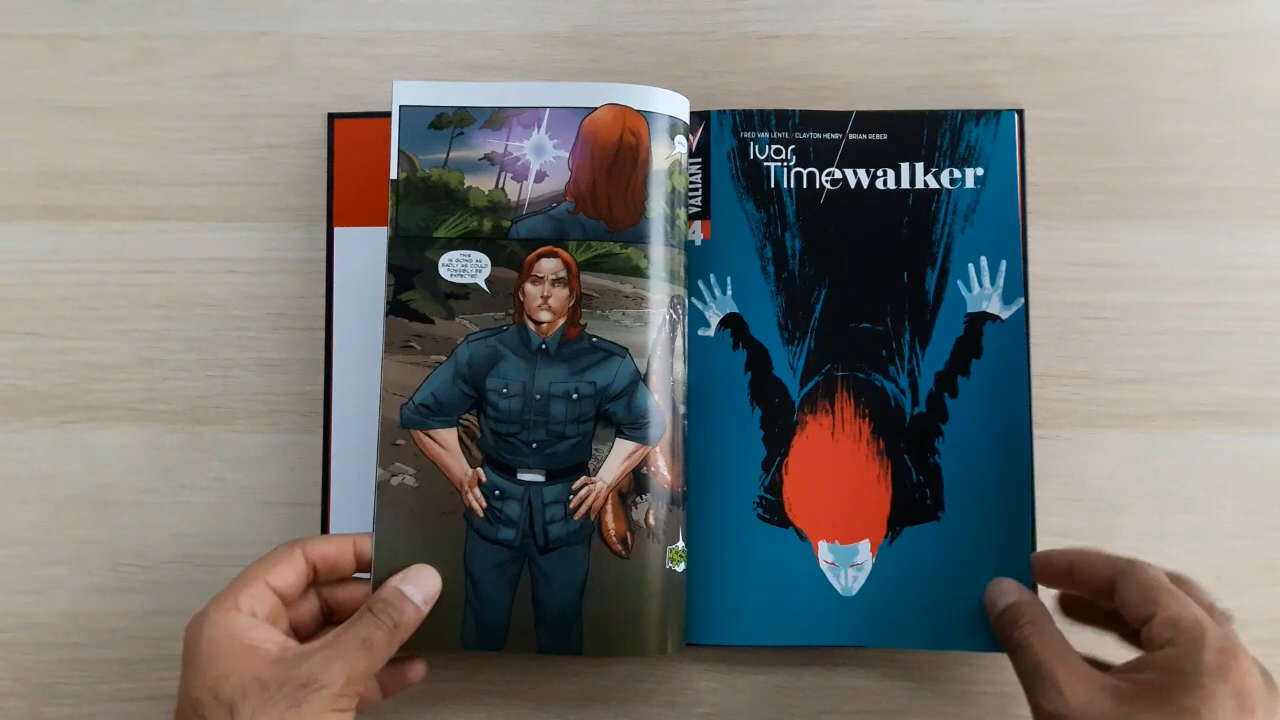 THIS
IS GOING AS
BADLY AS COULD
POSSIBLY BE
EXPECTED.
VALIANT
4
FRED VAN LENTE / CLAYTON HENRY / BRIAN REBER
Ivar,
Timewalker